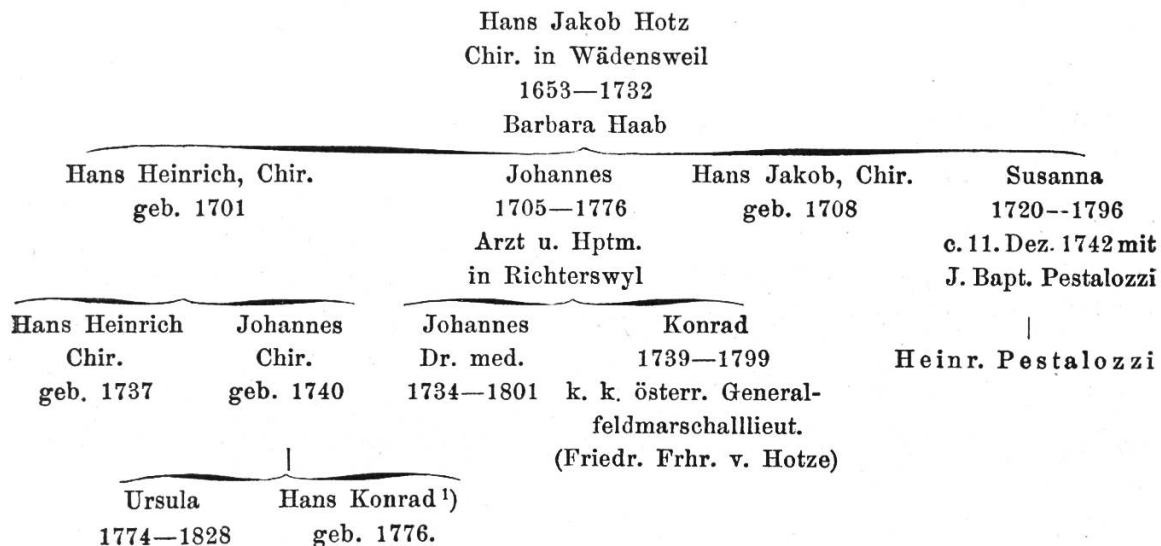 Hans Jakob Hotz
Chir. in Wädensweil
1653—1732
Barbara Haab
Hans Heinrich, Chir.
geb. 1701
Johannes
1705—1776
Arzt u. Hptm.
in Richterswyl
Hans Jakob, Chir.
geb. 1708
Susanna
1720--1796
c. 11. Dez. 1742 mit
J. Bapt. Pestalozzi
Hans Heinrich
Chir.
geb. 1737
Johannes
Chir.
geb. 1740
Johannes
Dr. med.
1734—1801
Konrad
1739—1799
k. k. österr. General-
feldmarschalllieut.
(Friedr. Frhr. v. Hotze)
Heinr. Pestalozzi
Ursula
1774—1828
Hans Konrad ¹)
geb. 1776.